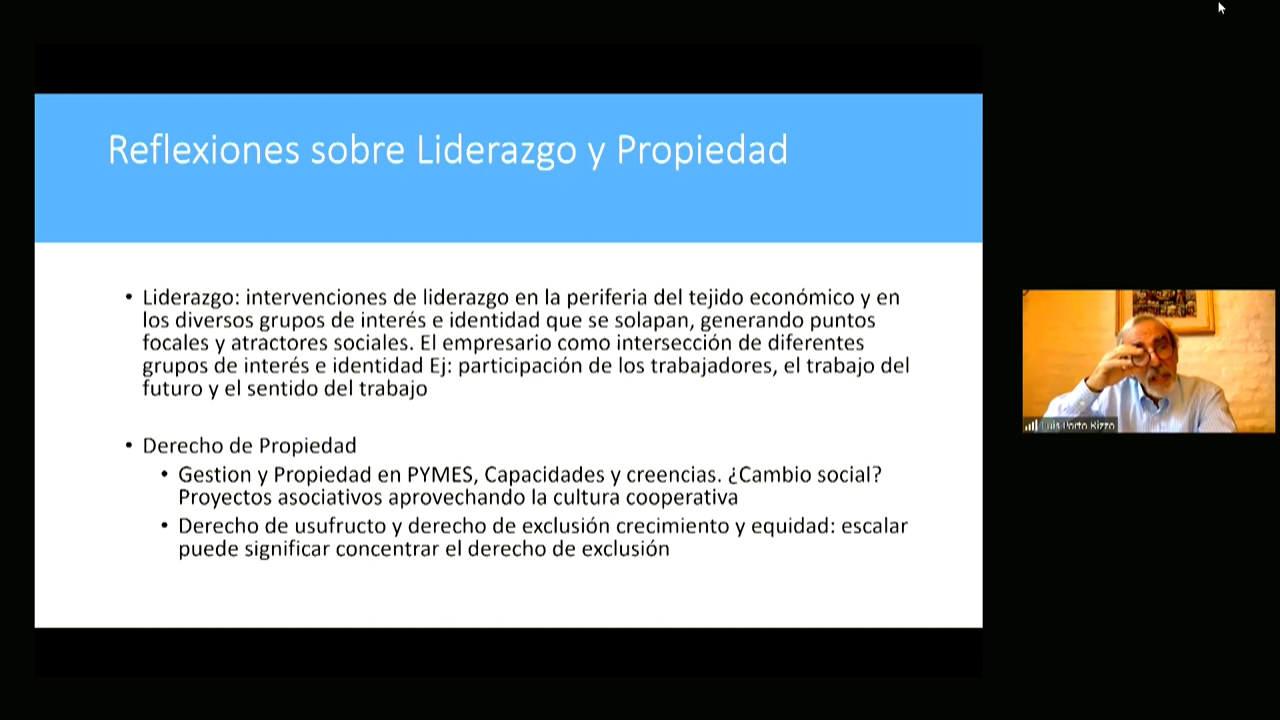 Reflexiones sobre Liderazgo y Propiedad
• Liderazgo: intervenciones de liderazgo en la periferia del tejido económico y en
los diversos grupos de interés e identidad que se solapan, generando puntos
focales y atractores sociales. El empresario como intersección de diferentes
grupos de interés e identidad Ej: participación de los trabajadores, el trabajo del
futuro y el sentido del trabajo
• Derecho de Propiedad
• Gestion y Propiedad en PYMES, Capacidades y creencias. ¿Cambio social?
Proyectos asociativos aprovechando la cultura cooperativa
• Derecho de usufructo y derecho de exclusión crecimiento y equidad: escalar
puede significar concentrar el derecho de exclusión
Luis Porto Rizzo